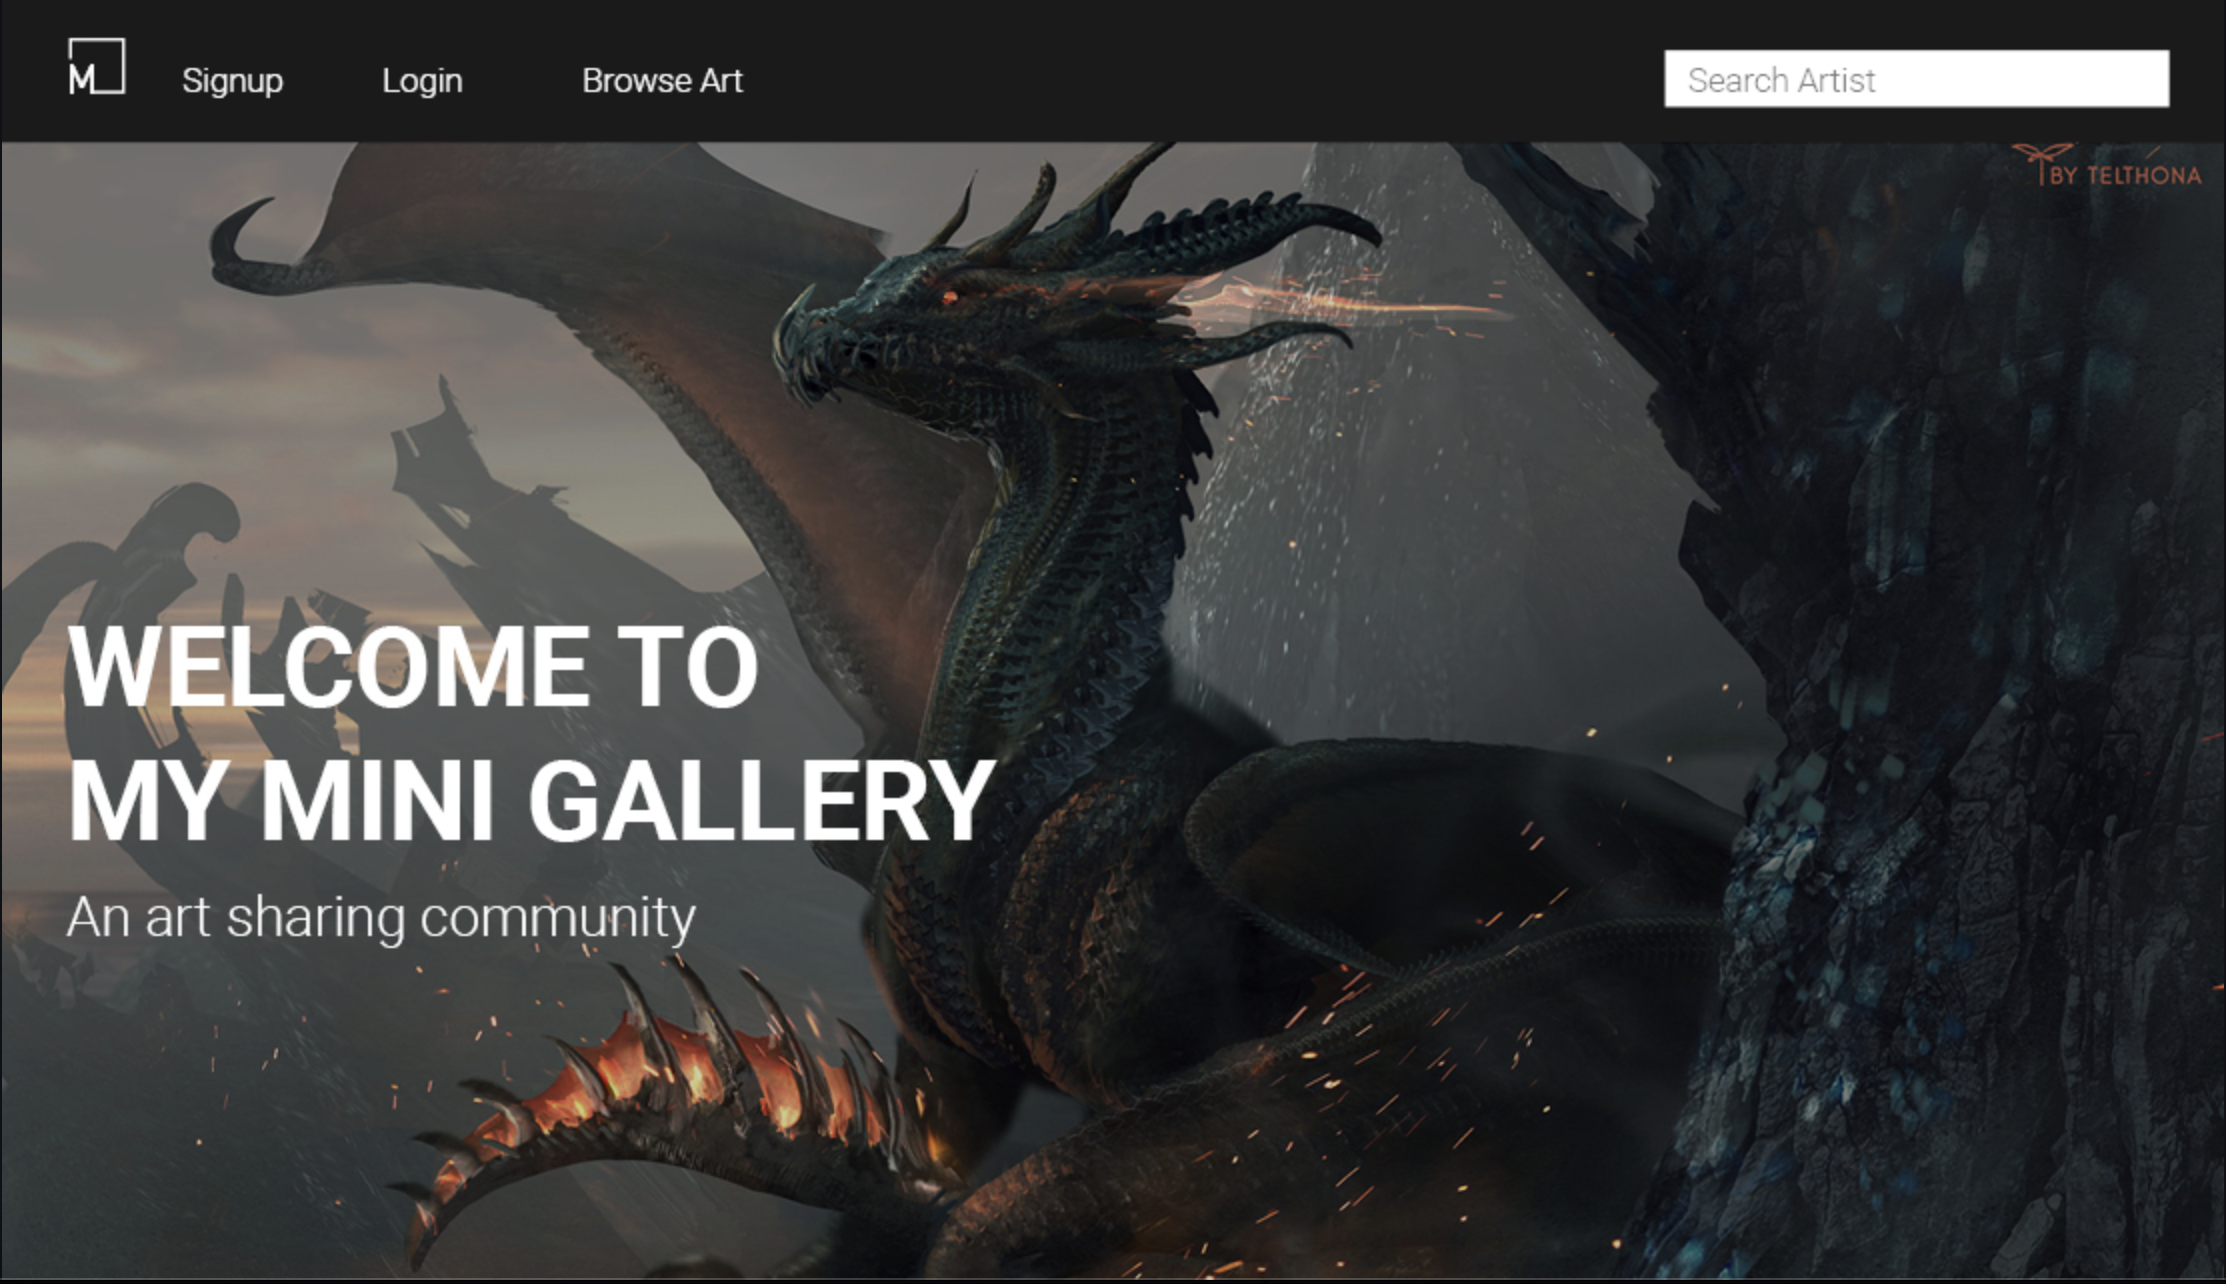 M
Signup
Login
Browse Art
Search Artist
BY TELTHONA
WELCOME TO
MY MINI GALLERY
An art sharing community